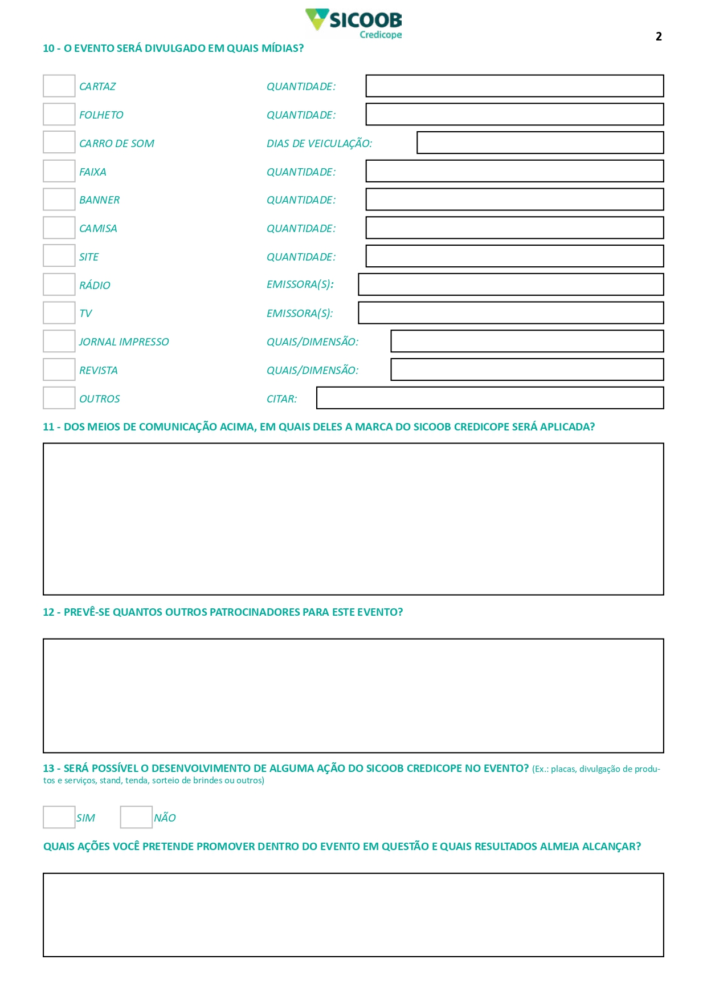 SICOOB
Credicope
2
10 - O EVENTO SERÁ DIVULGADO EM QUAIS MÍDIAS?
CARTAZ QUANTIDADE:
FOLHETO QUANTIDADE:
CARRO DE SOM DIAS DE VEICULAÇÃO:
FAIXA QUANTIDADE:
BANNER QUANTIDADE:
CAMISA QUANTIDADE:
SITE QUANTIDADE:
RÁDIO EMISSORA(S):
TV EMISSORA(S):
JORNAL IMPRESSO QUAIS/DIMENSÃO:
REVISTA QUAIS/DIMENSÃO:
OUTROS CITAR:
11 - DOS MEIOS DE COMUNICAÇÃO ACIMA, EM QUAIS DELES A MARCA DO SICOOB CREDICOPE SERÁ APLICADA?
12 - PREVÊ-SE QUANTOS OUTROS PATROCINADORES PARA ESTE EVENTO?
13 - SERÁ POSSÍVEL O DESENVOLVIMENTO DE ALGUMA AÇÃO DO SICOOB CREDICOPE NO EVENTO? (Ex.: placas, divulgação de produ-
tos e serviços, stand, tenda, sorteio de brindes ou outros)
SIM NÃO
QUAIS AÇÕES VOCÊ PRETENDE PROMOVER DENTRO DO EVENTO EM QUESTÃO E QUAIS RESULTADOS ALMEJA ALCANÇAR?